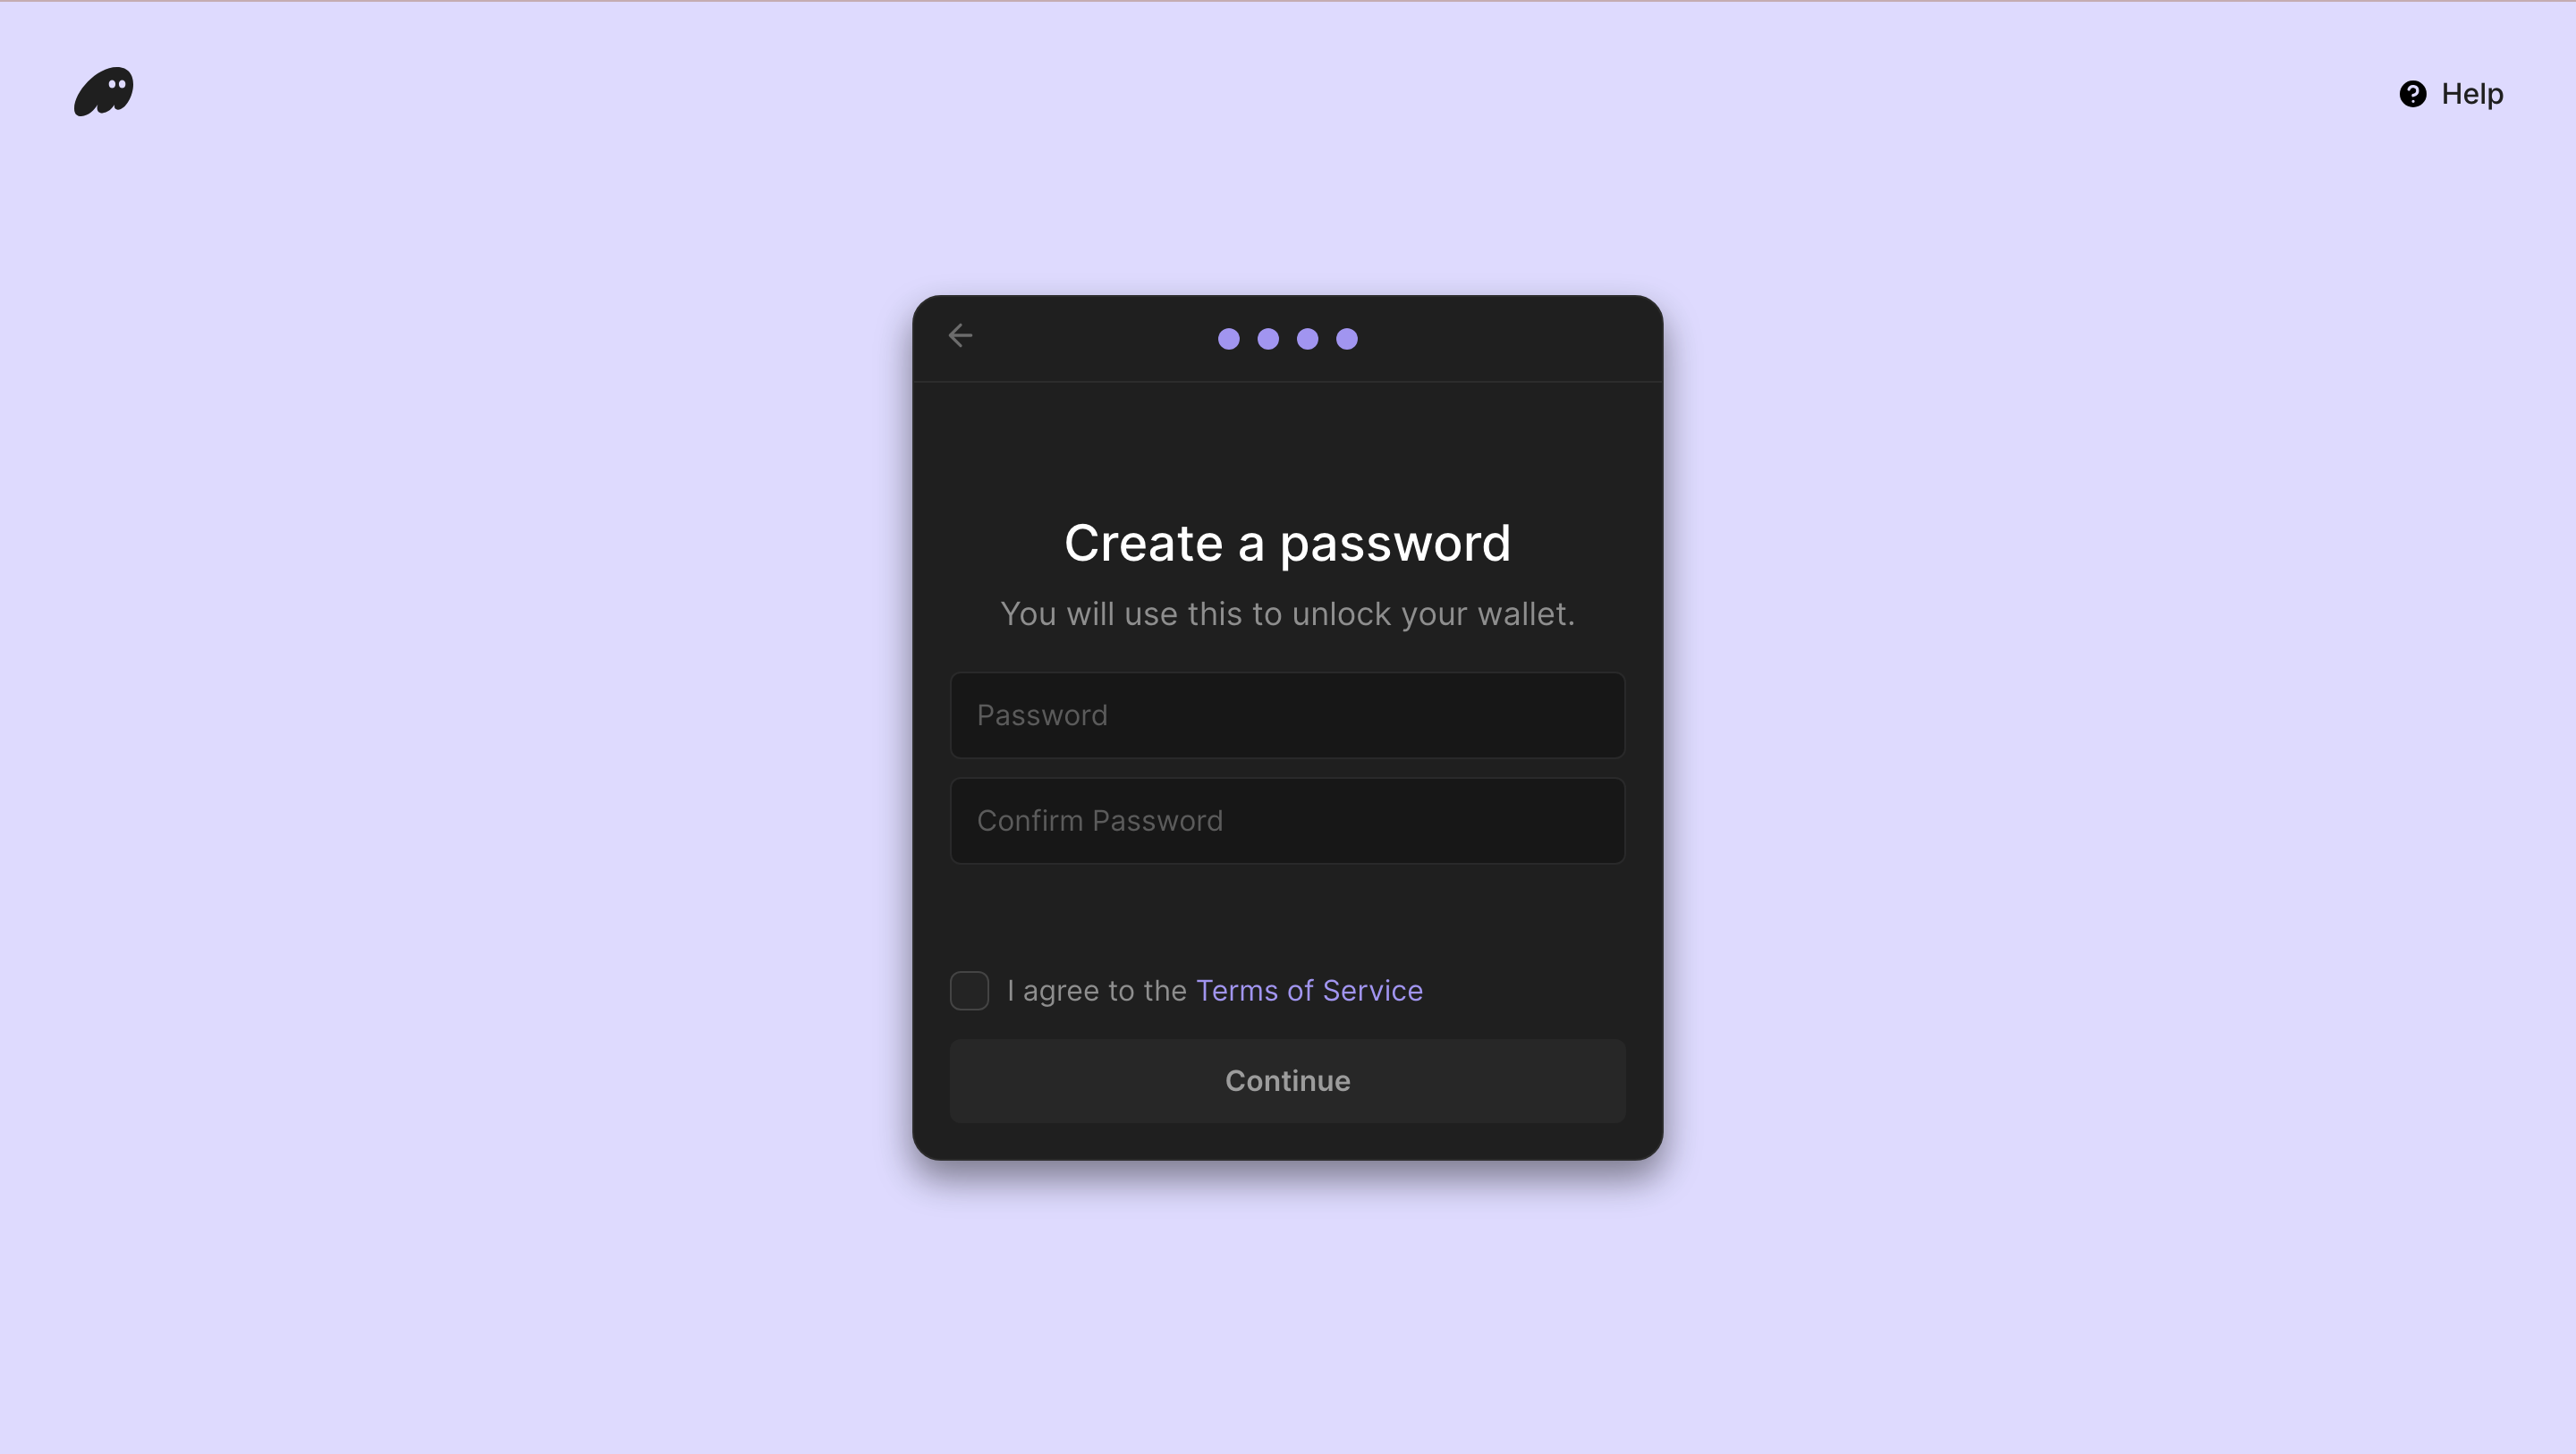 Help
Create a password
You will use this to unlock your wallet.
Password
Confirm Password
I agree to the Terms of Service
Continue